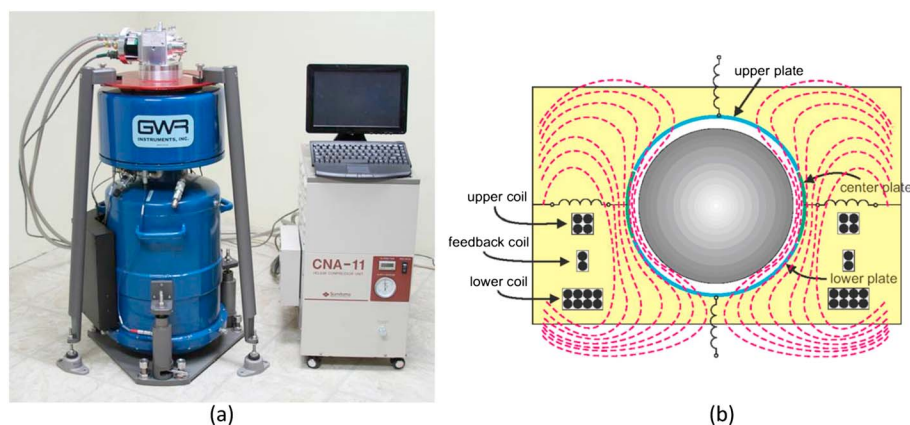 GWR
INSTRUMENTS, INC.
CNA-11
(a)
upper plate
center plate
upper coil
feedback coil
lower coil
lower plate
(b)